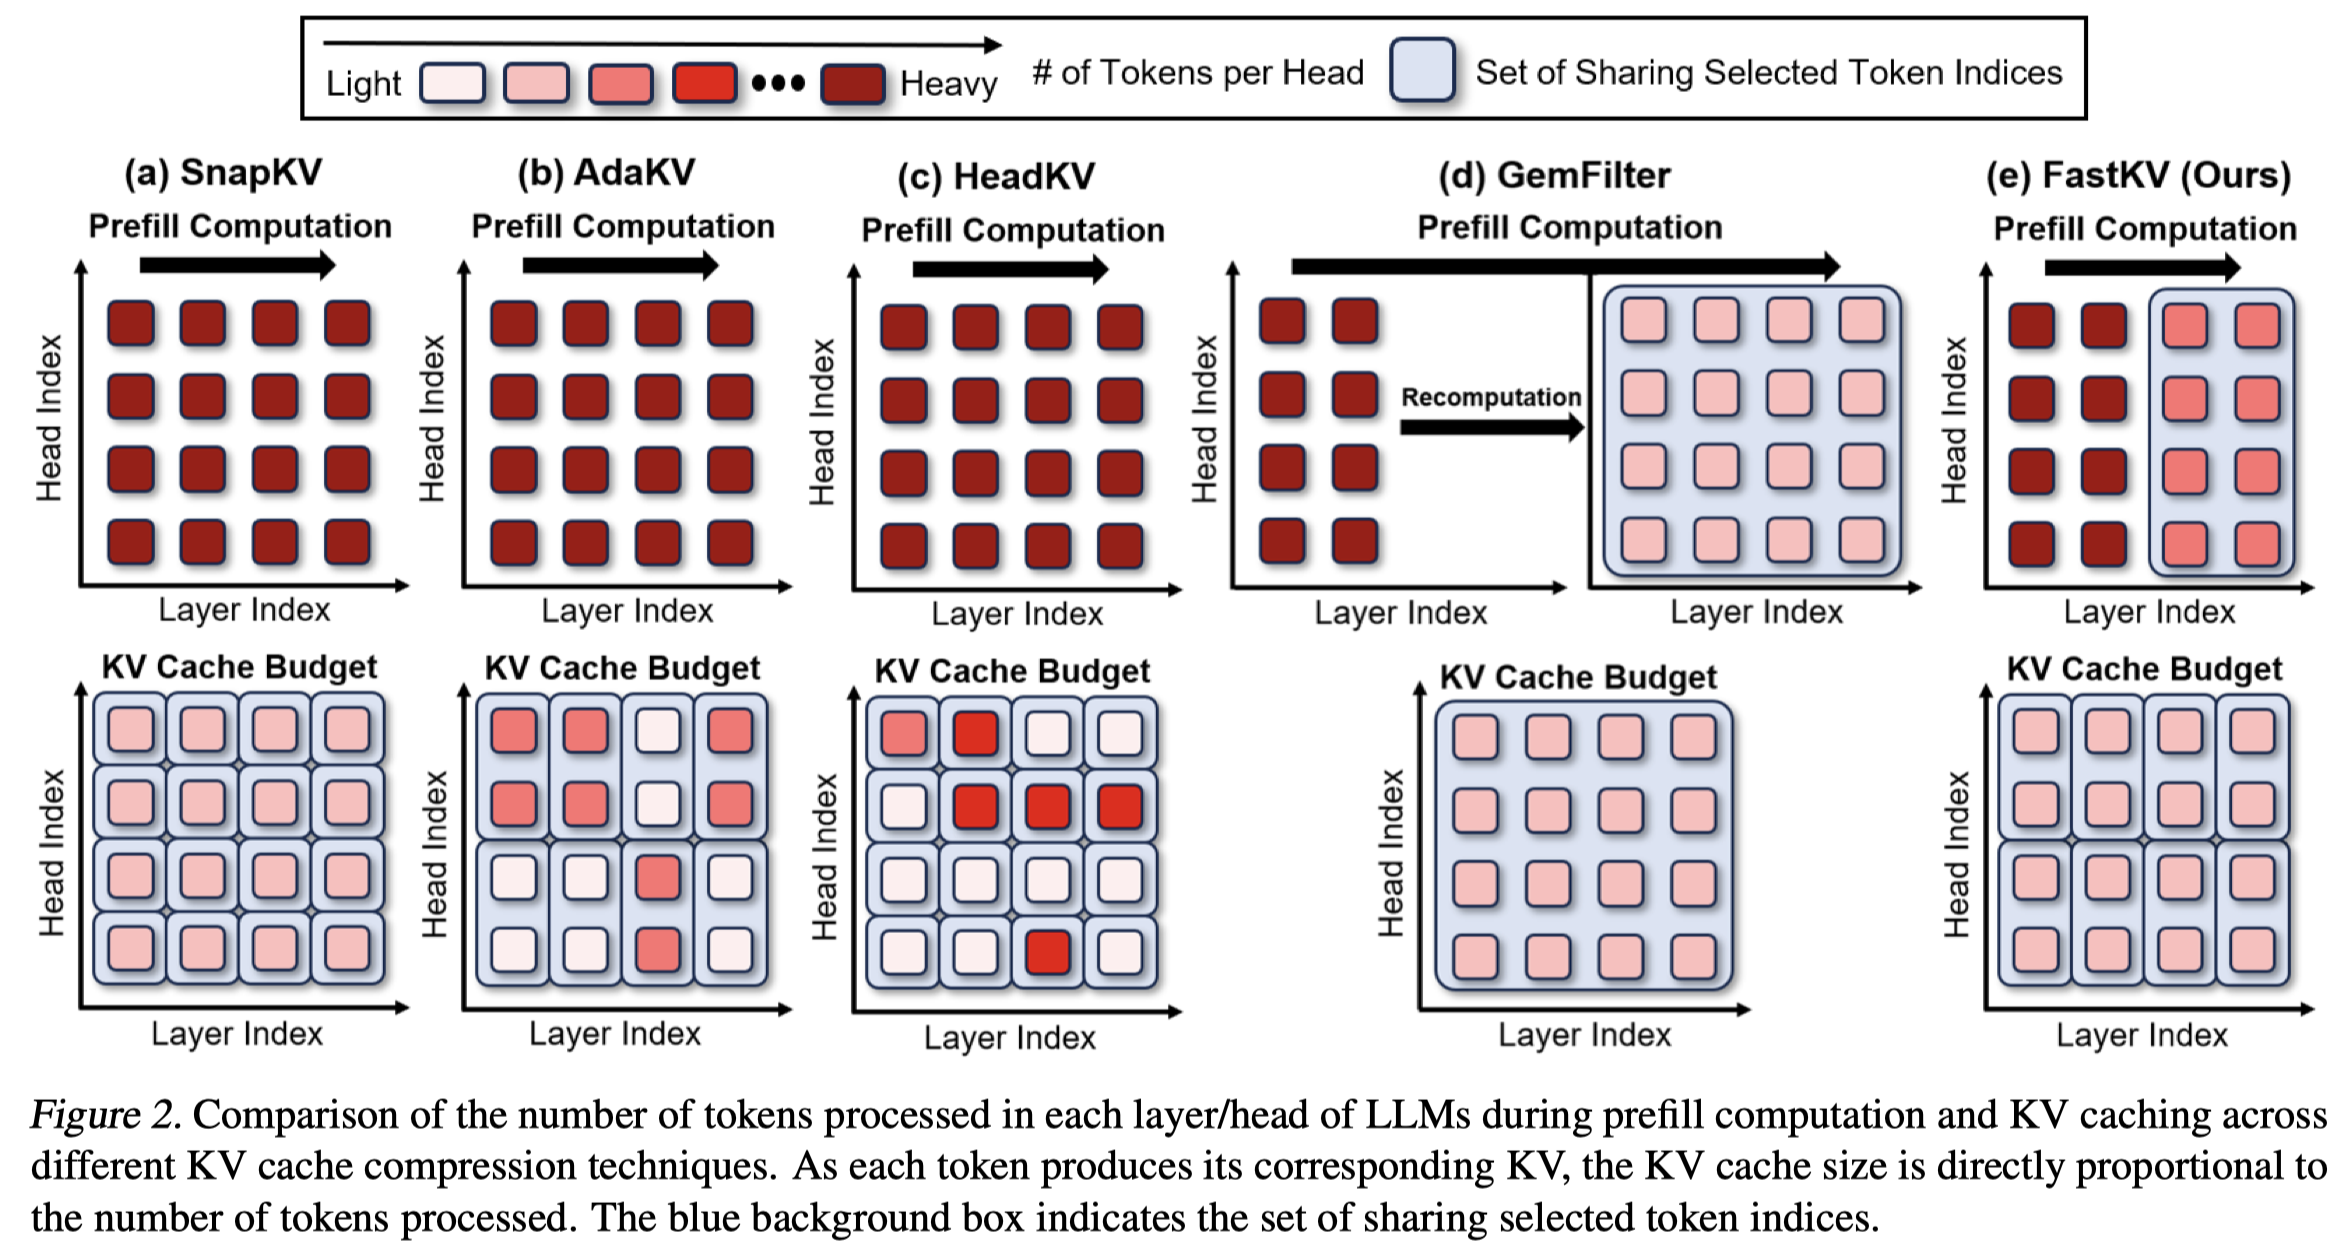 Light ••• Heavy # of Tokens per Head Set of Sharing Selected Token Indices
(a) SnapKV
Prefill Computation
Head Index
Layer Index
KV Cache Budget
Head Index
Layer Index
(b) AdaKV
Prefill Computation
Head Index
Layer Index
KV Cache Budget
Head Index
Layer Index
(c) HeadKV
Prefill Computation
Head Index
Layer Index
KV Cache Budget
Head Index
Layer Index
(d) GemFilter
Prefill Computation
Head Index
Recomputation
Layer Index
Layer Index
KV Cache Budget
Head Index
Layer Index
(e) FastKV (Ours)
Prefill Computation
Head Index
Layer Index
KV Cache Budget
Head Index
Layer Index
Figure 2. Comparison of the number of tokens processed in each layer/head of LLMs during prefill computation and KV caching across
different KV cache compression techniques. As each token produces its corresponding KV, the KV cache size is directly proportional to
the number of tokens processed. The blue background box indicates the set of sharing selected token indices.